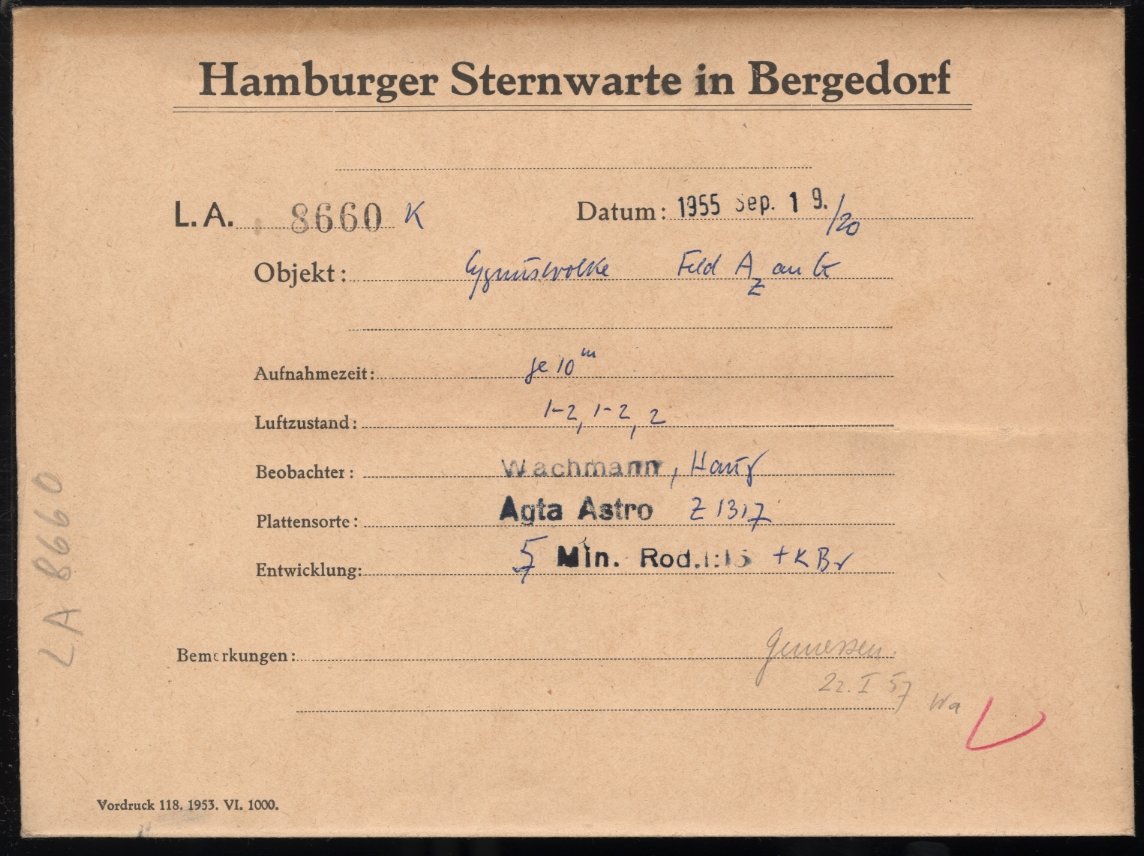 Hamburger Sternwarte in Bergedorf
L.A. 8660 K Datum: 1955 Sep. 19./20
Objekt: Cygnuswolke Feld A z an G
Aufnahmezeit: je 10 m
Luftzustand: 1-2, 1-2, 2
Beobachter: Wachmann, Haug
Plattensorte: Agfa Astro Z 1317
Entwicklung: 5 Min. Rod. 1:15 + KBr
Bemerkungen: Gemessen.
22. I 57 Wa
Vordruck 118. 1953. VI. 1000.
LA 8660